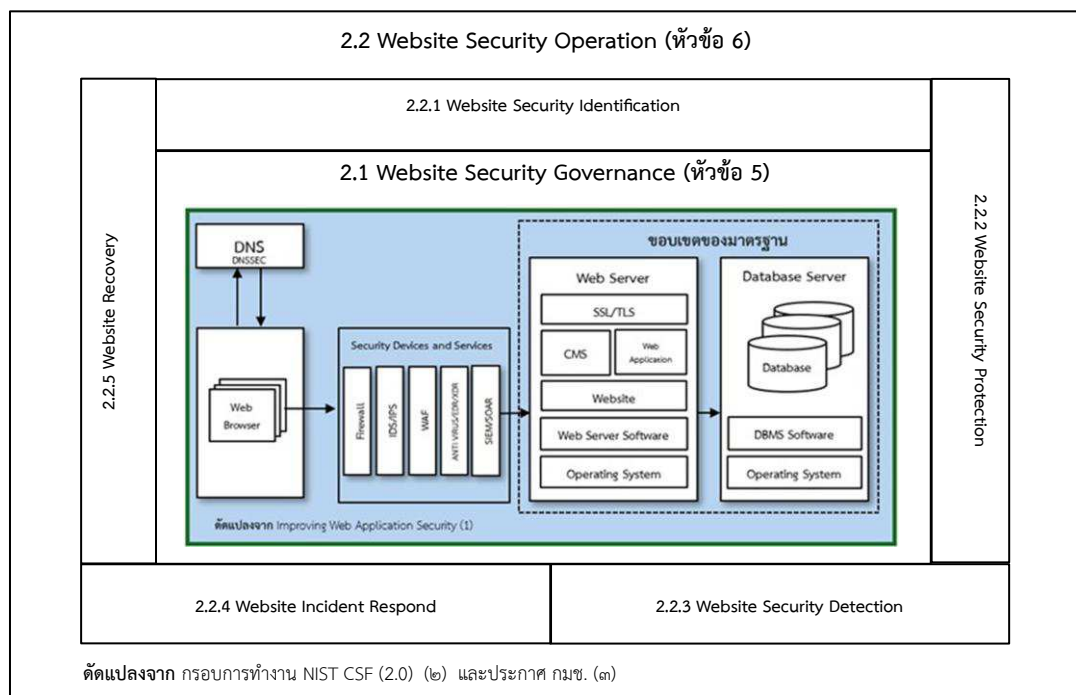 2.2 Website Security Operation (หัวข้อ 6)
2.2.1 Website Security Identification
2.2.5 Website Recovery
2.1 Website Security Governance (หัวข้อ 5)
2.2.2 Website Security Protection
DNS
DNSSEC
Web
Browser
Security Devices and Services
Firewall
IDS/IPS
WAF
ANTI VIRUS/EDR/XDR
SIEM/SOAR
ขอบเขตของมาตรฐาน
Web Server
SSL/TLS
CMS
Web
Application
Website
Web Server Software
Operating System
Database Server
Database
DBMS Software
Operating System
ดัดแปลงจาก Improving Web Application Security (1)
2.2.4 Website Incident Respond
2.2.3 Website Security Detection
ดัดแปลงจาก กรอบการทำงาน NIST CSF (2.0) (๒) และประกาศ กมช. (๓)